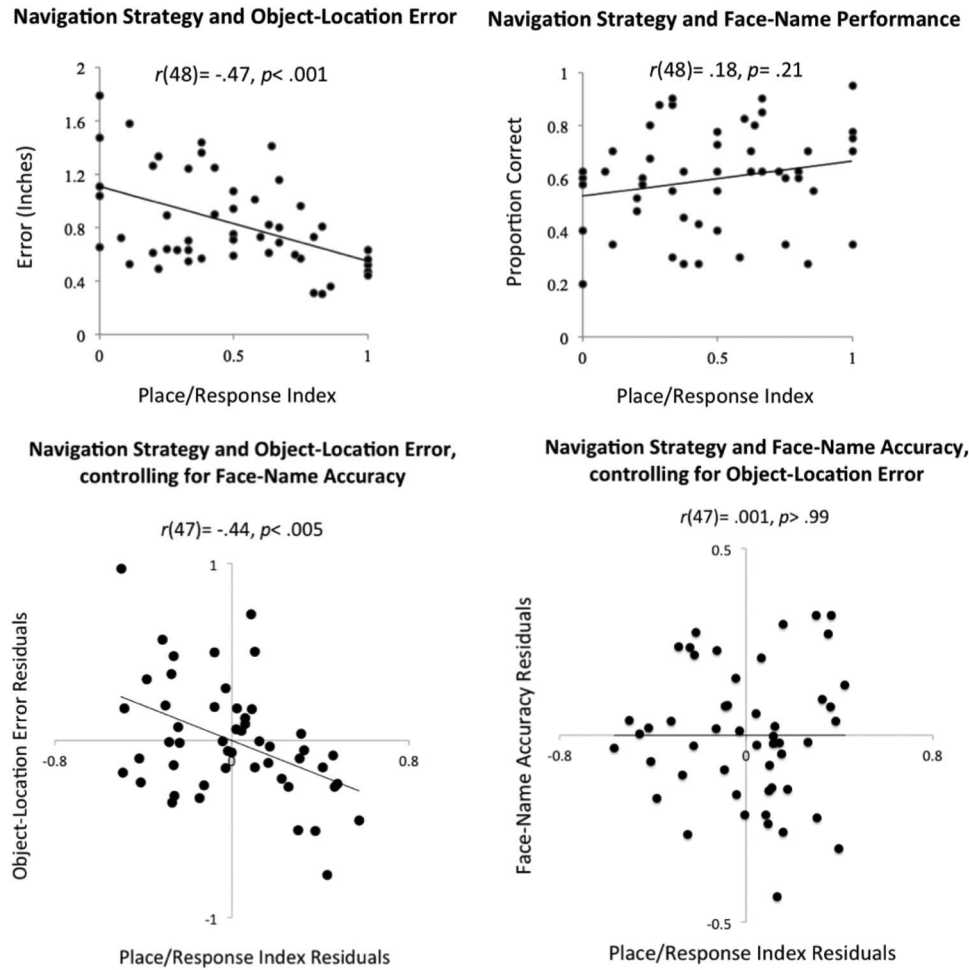 Navigation Strategy and Object-Location Error
r(48)= -.47, p< .001
2
1.6
1.2
0.8
0.4
0
0
0.5
1
Error (Inches)
Place/Response Index
Navigation Strategy and Face-Name Performance
r(48)= .18, p= .21
1
0.8
0.6
0.4
0.2
0
0
0.5
1
Proportion Correct
Place/Response Index
Navigation Strategy and Object-Location Error,
controlling for Face-Name Accuracy
r(47)= -.44, p< .005
1
-0.8
0
0.8
-1
Object-Location Error Residuals
Place/Response Index Residuals
Navigation Strategy and Face-Name Accuracy,
controlling for Object-Location Error
r(47)= .001, p> .99
0.5
-0.8
0
0.8
-0.5
Face-Name Accuracy Residuals
Place/Response Index Residuals